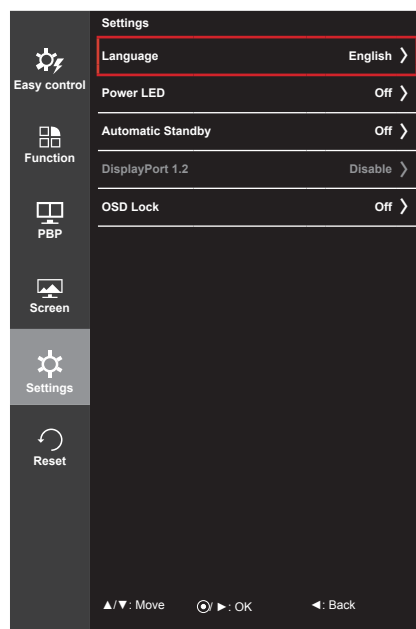 Settings
Language English
Power LED Off
Automatic Standby Off
DisplayPort 1.2 Disable
OSD Lock Off
Easy control
Function
PBP
Screen
Settings
Reset
▲/▼: Move ⦿/ ►: OK ◄: Back